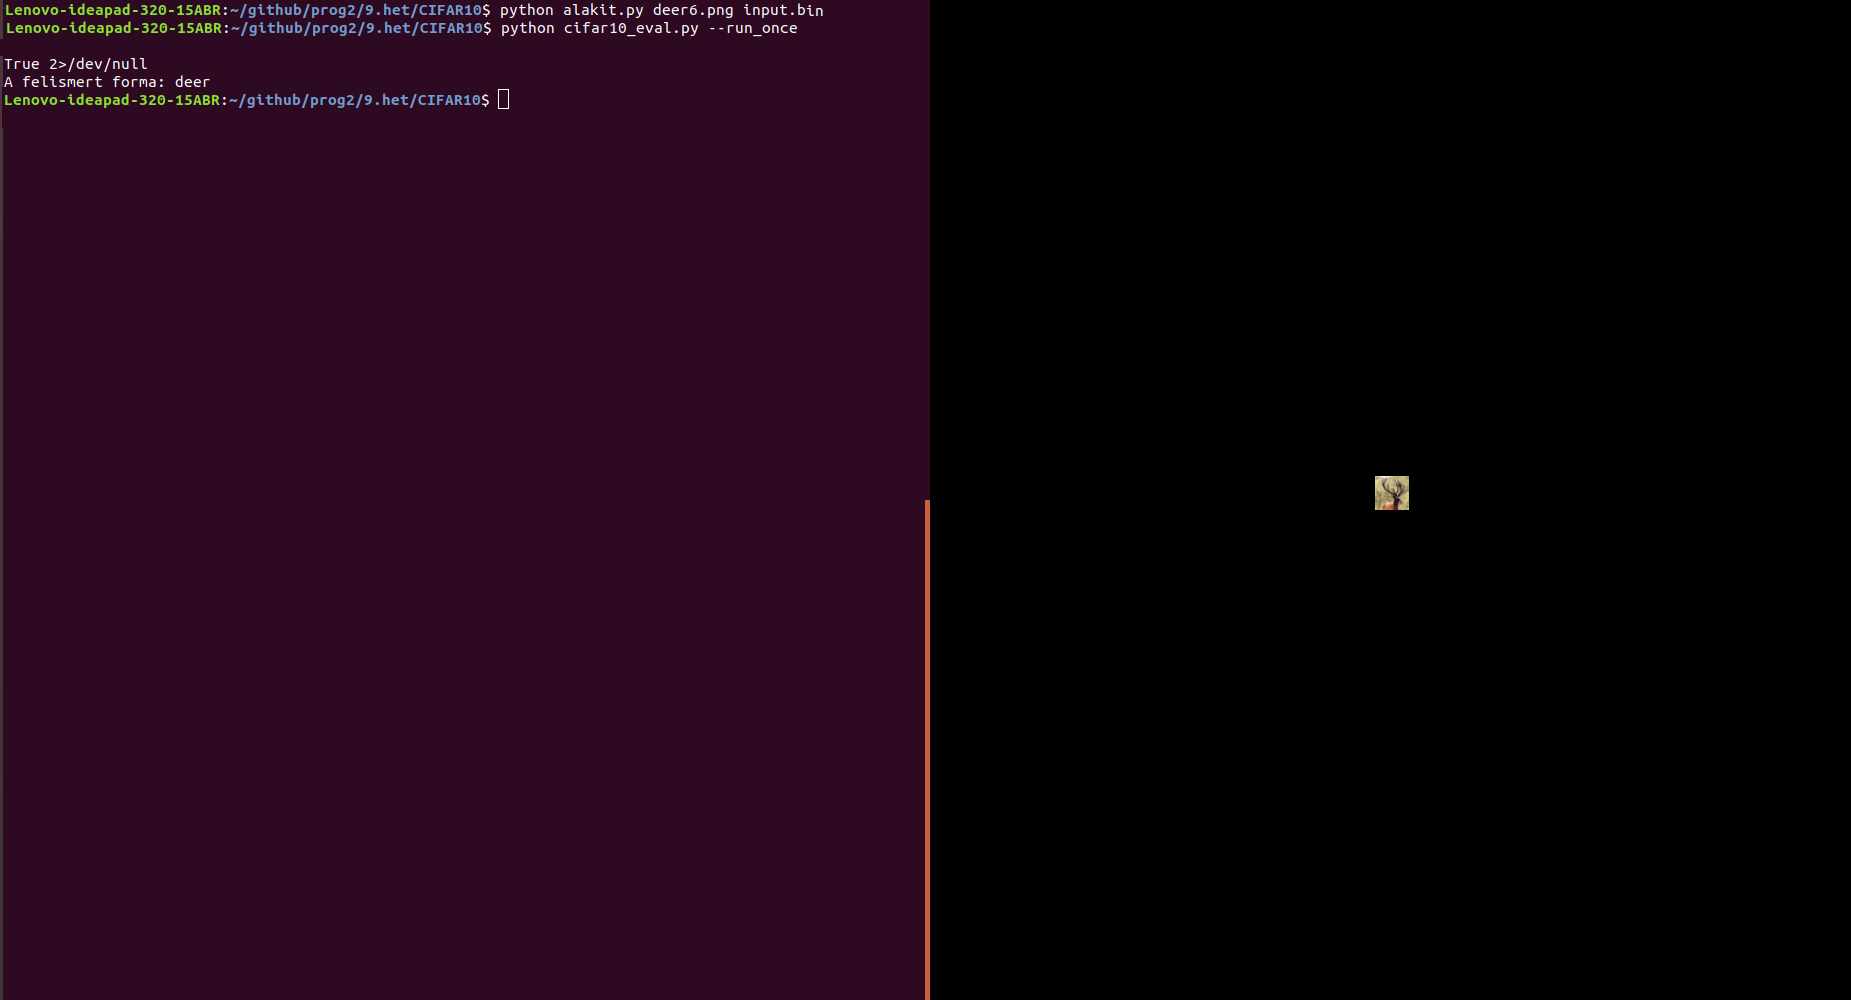 Lenovo-ideapad-320-15ABR:~/github/prog2/9.het/CIFAR10$ python alakit.py deer6.png input.bin
Lenovo-ideapad-320-15ABR:~/github/prog2/9.het/CIFAR10$ python cifar10_eval.py --run_once
True 2>/dev/null
A felismert forma: deer
Lenovo-ideapad-320-15ABR:~/github/prog2/9.het/CIFAR10$